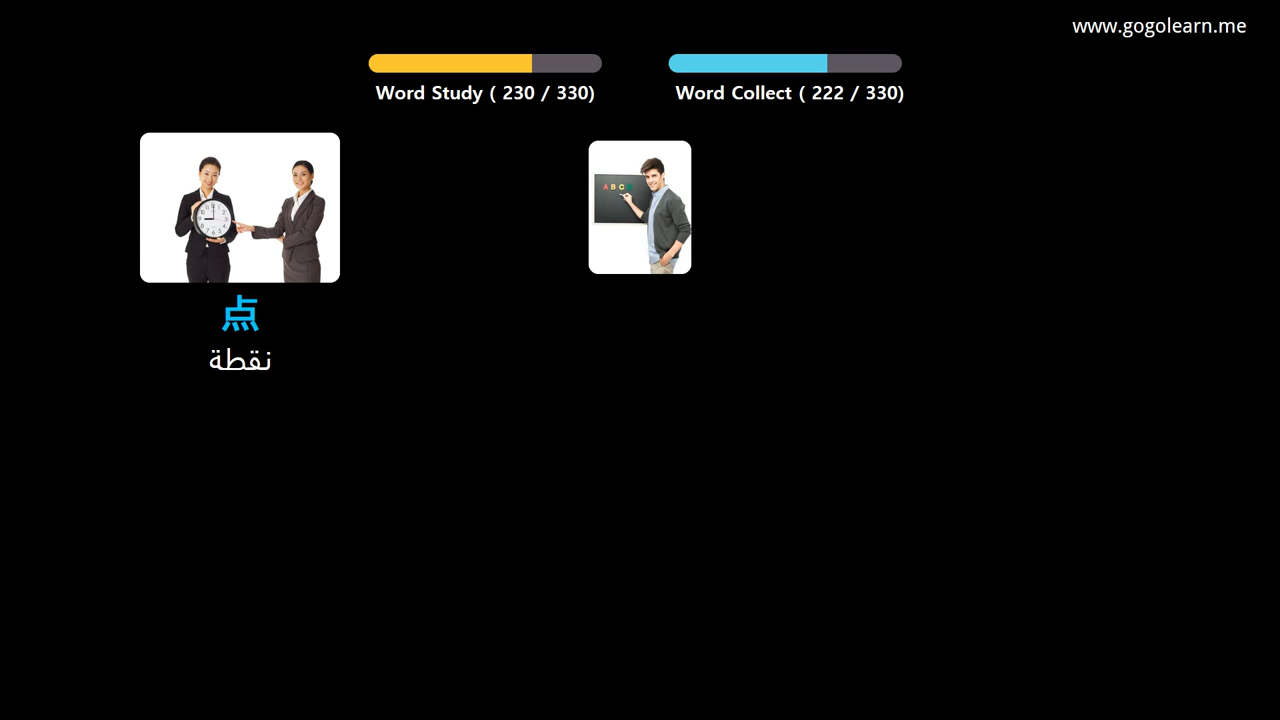 www.gogolearn.me
Word Study ( 230 / 330)
Word Collect ( 222 / 330)
A B C
点
نقطة